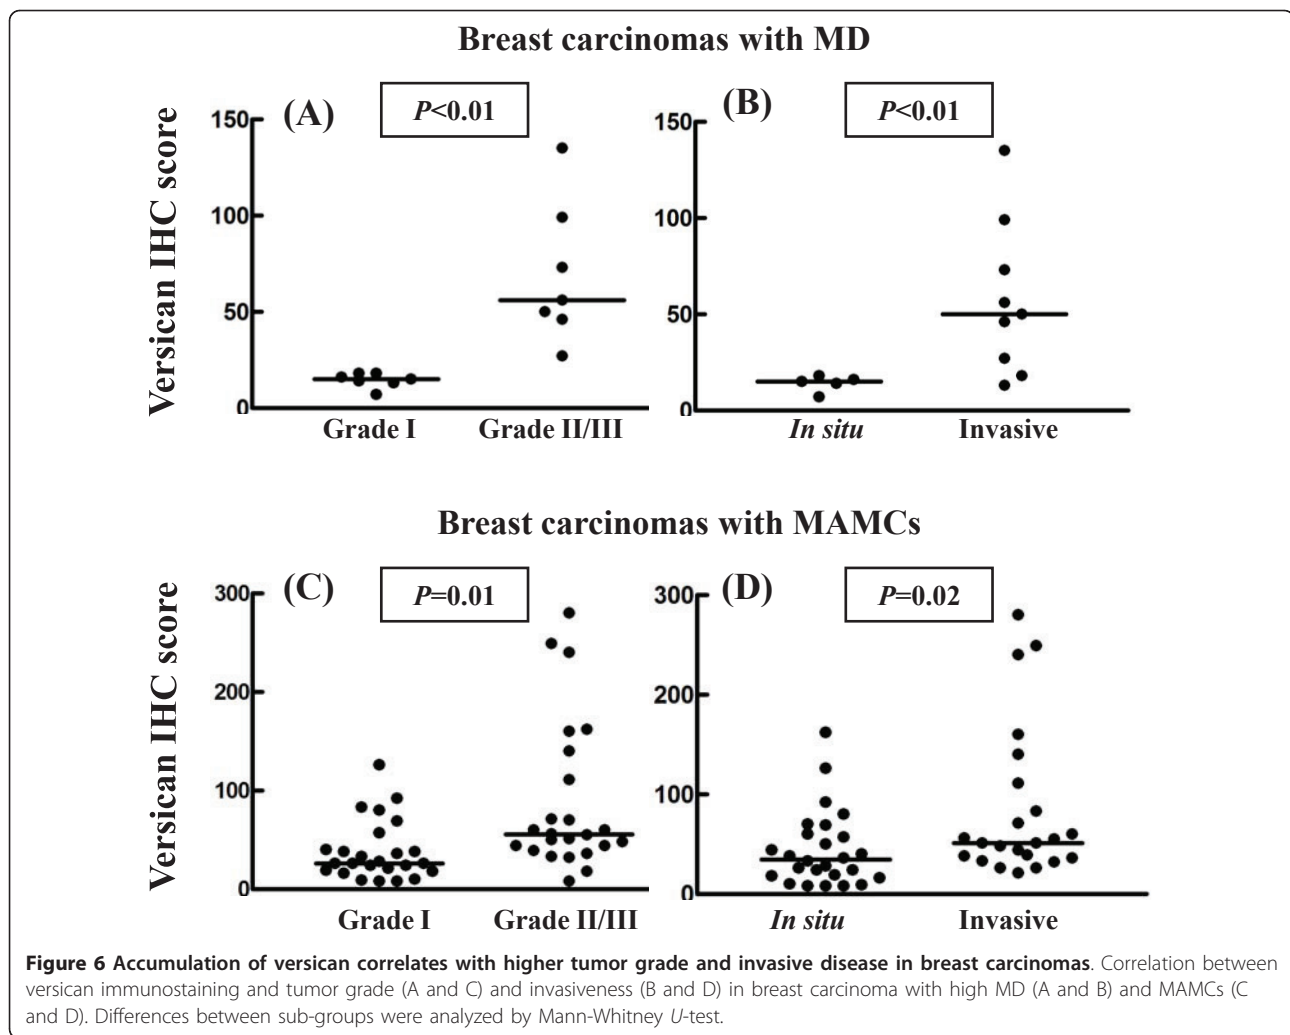 Breast carcinomas with MD
(A)
P<0.01
(B)
P<0.01
Versican IHC score
150
100
50
0
Grade I
Grade II/III
150
100
50
0
In situ
Invasive
Breast carcinomas with MAMCs
(C)
P=0.01
(D)
P=0.02
Versican IHC score
300
200
100
0
Grade I
Grade II/III
300
200
100
0
In situ
Invasive
Figure 6 Accumulation of versican correlates with higher tumor grade and invasive disease in breast carcinomas. Correlation between
versican immunostaining and tumor grade (A and C) and invasiveness (B and D) in breast carcinoma with high MD (A and B) and MAMCs (C
and D). Differences between sub-groups were analyzed by Mann-Whitney U-test.